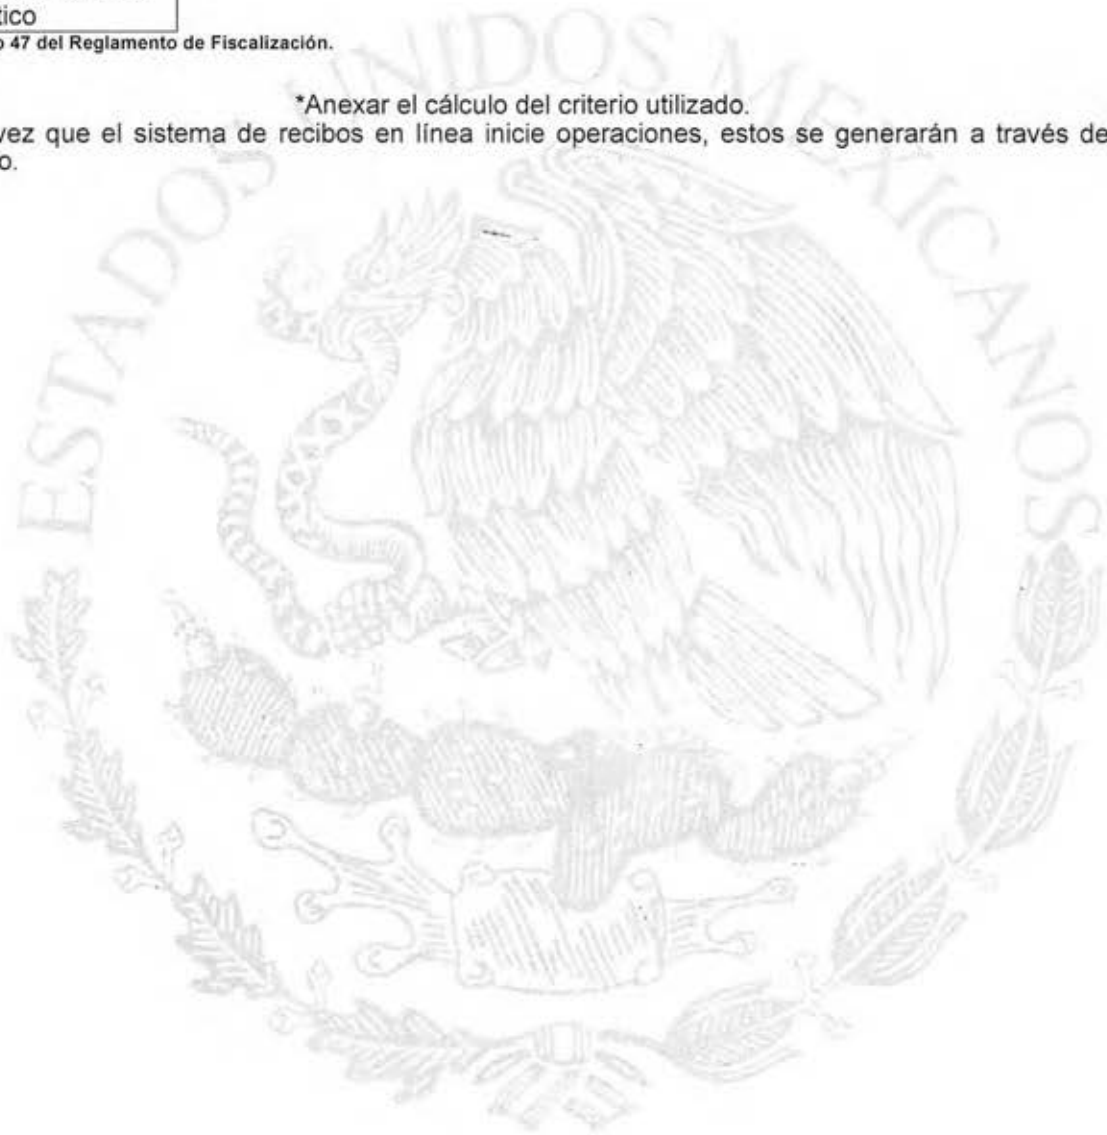 tico
o 47 del Reglamento de Fiscalización.
*Anexar el cálculo del criterio utilizado.
vez que el sistema de recibos en línea inicie operaciones, estos se generarán a través de
o.
ESTADOS UNIDOS MEXICANOS